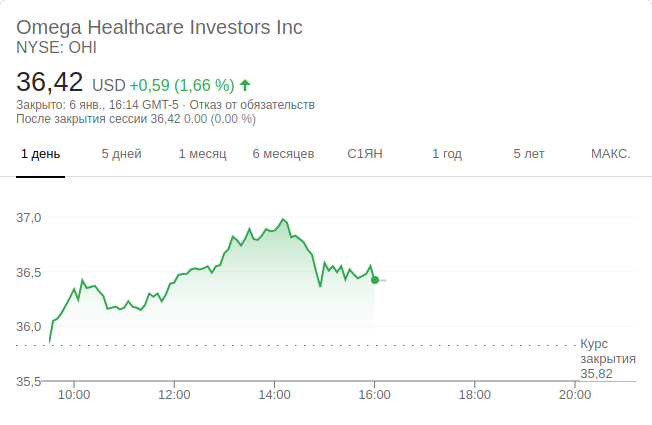 Omega Healthcare Investors Inc
NYSE: OHI
36,42 USD +0,59 (1,66 %)
Закрыто: 6 янв., 16:14 GMT-5 · Отказ от обязательств
После закрытия сессии 36,42 0,00 (0,00 %)
1 день 5 дней 1 месяц 6 месяцев С1ЯН 1 год 5 лет МАКС.
37,0
36,5
36,0
Курс
закрытия
35,82
35,5
10:00 12:00 14:00 16:00 18:00 20:00